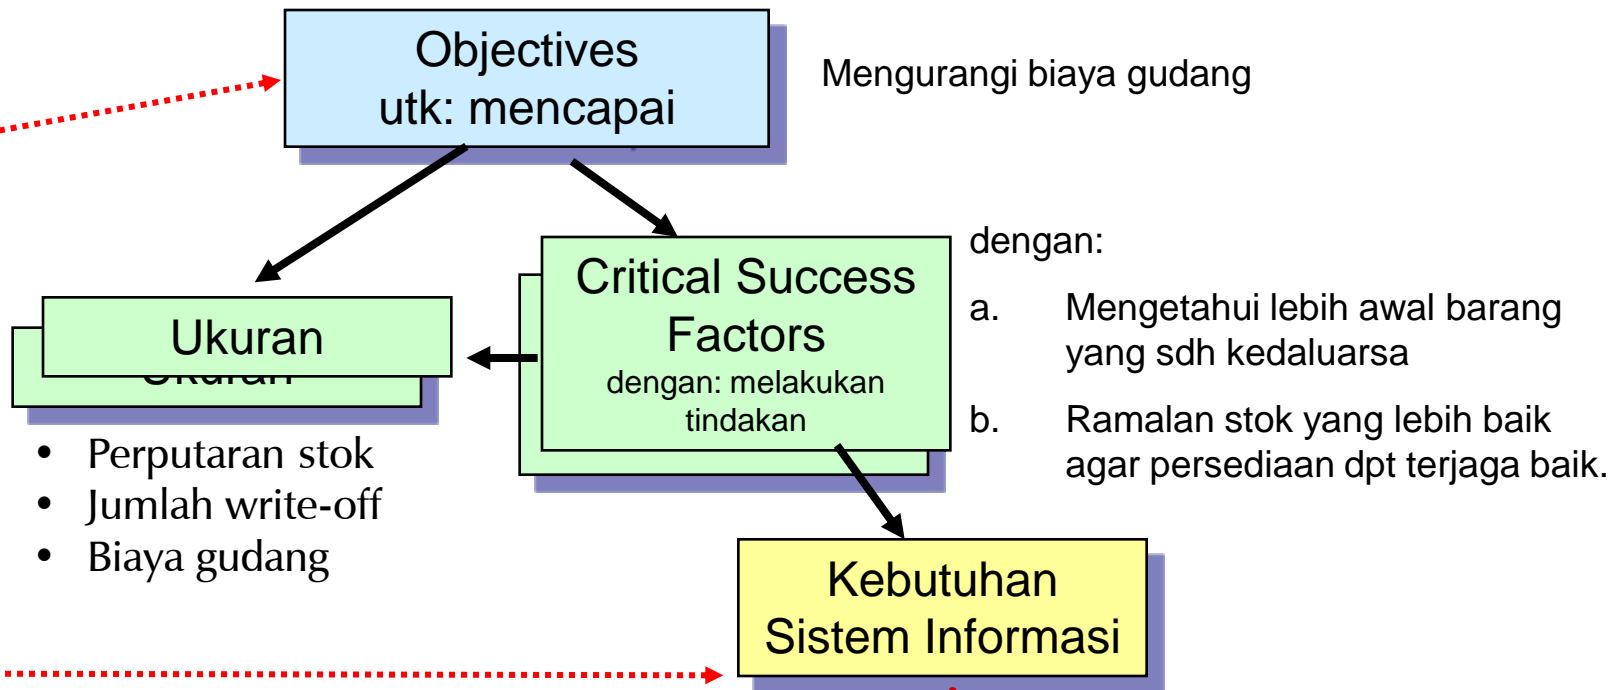 Objectives
utk: mencapai
Mengurangi biaya gudang
Critical Success
Factors
dengan: melakukan
tindakan
dengan:
a. Mengetahui lebih awal barang
yang sdh kedaluarsa
b. Ramalan stok yang lebih baik
agar persediaan dpt terjaga baik.
Ukuran
Ukuran
• Perputaran stok
• Jumlah write-off
• Biaya gudang
Kebutuhan
Sistem Informasi